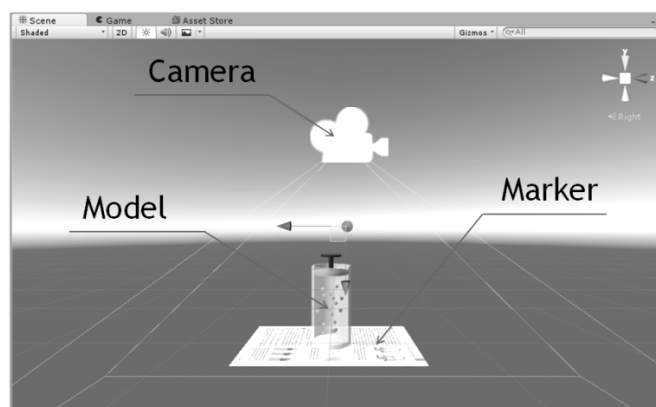 Scene Game Asset Store
Shaded 2D Gizmos All
Camera
y
z
Right
Marker
Model